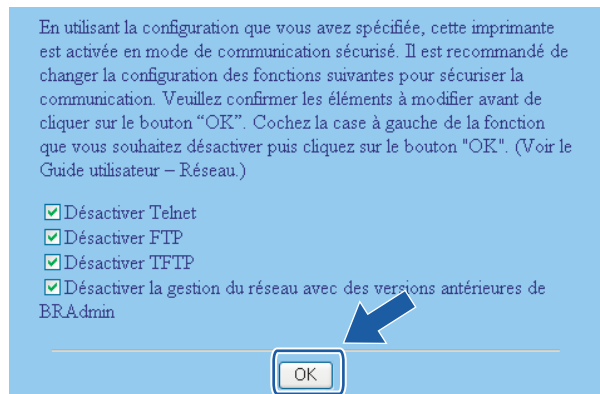 En utilisant la configuration que vous avez spécifiée, cette imprimante
est activée en mode de communication sécurisé. Il est recommandé de
changer la configuration des fonctions suivantes pour sécuriser la
communication. Veuillez confirmer les éléments à modifier avant de
cliquer sur le bouton “OK”. Cochez la case à gauche de la fonction
que vous souhaitez désactiver puis cliquez sur le bouton "OK". (Voir le
Guide utilisateur – Réseau.)
Désactiver Telnet
Désactiver FTP
Désactiver TFTP
Désactiver la gestion du réseau avec des versions antérieures de
BRAdmin
OK